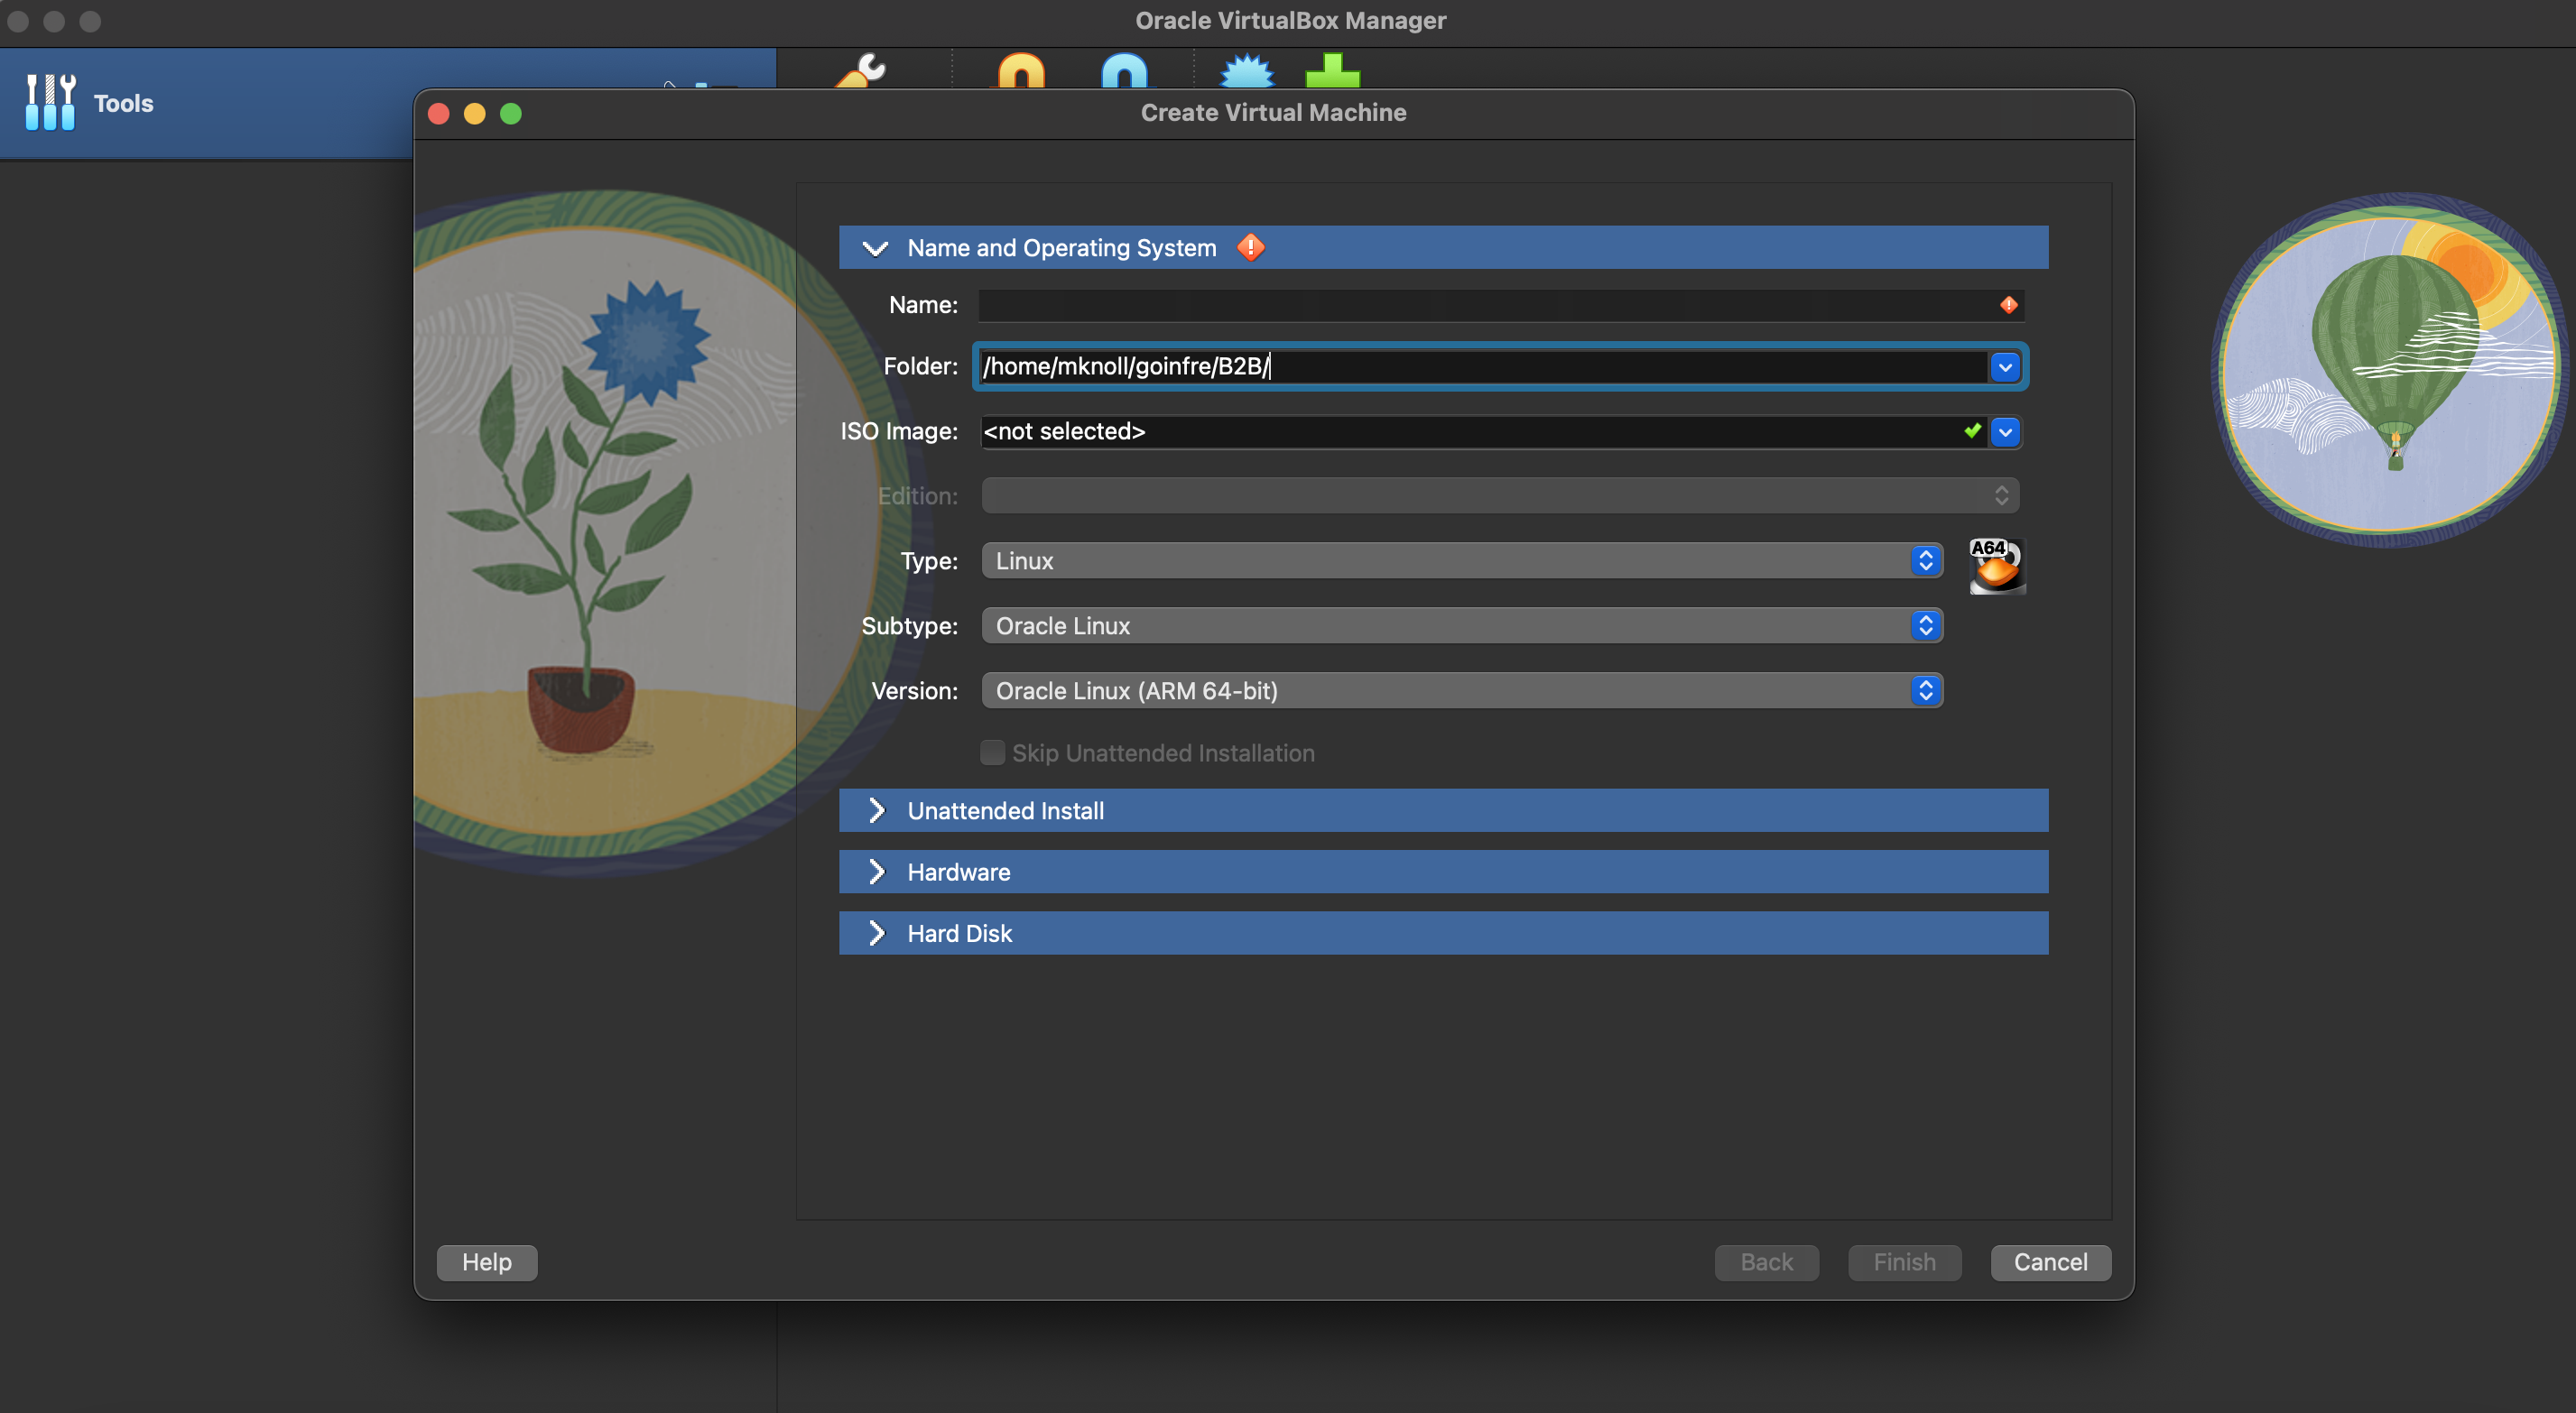 Oracle VirtualBox Manager
Tools
Create Virtual Machine
Name and Operating System
Name:
Folder: /home/mknoll/goinfre/B2B/
ISO Image: <not selected>
Edition:
Type: Linux
A64
Subtype: Oracle Linux
Version: Oracle Linux (ARM 64-bit)
Skip Unattended Installation
Unattended Install
Hardware
Hard Disk
Help Back Finish Cancel